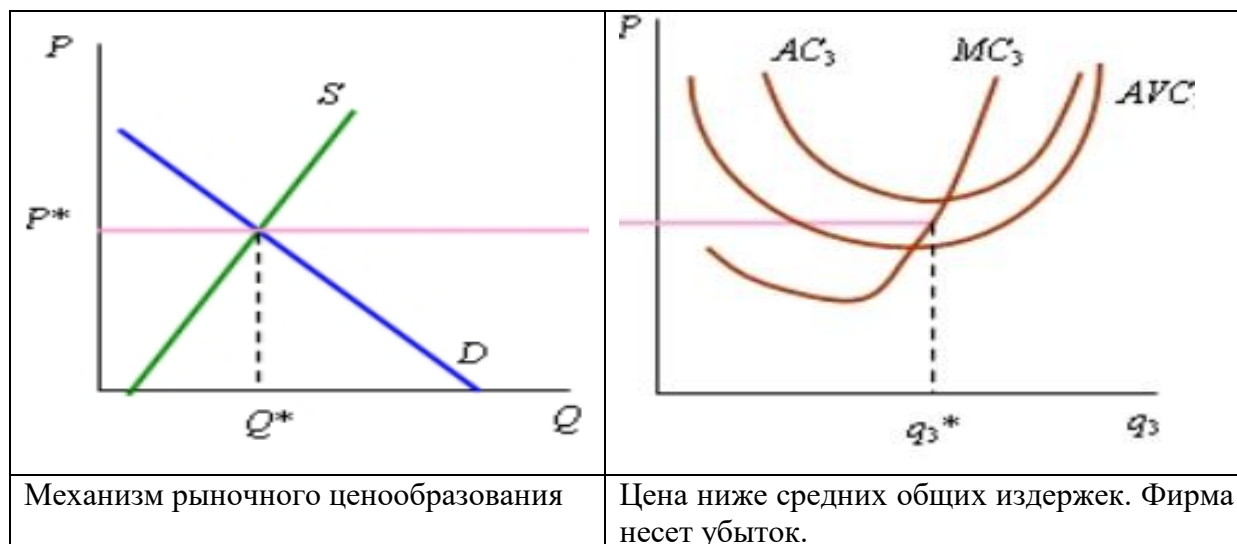 P
S
P*
D
Q*
Q
P
AC₃
MC₃
AVC
q₃*
q₃
Механизм рыночного ценообразования
Цена ниже средних общих издержек. Фирма
несет убыток.